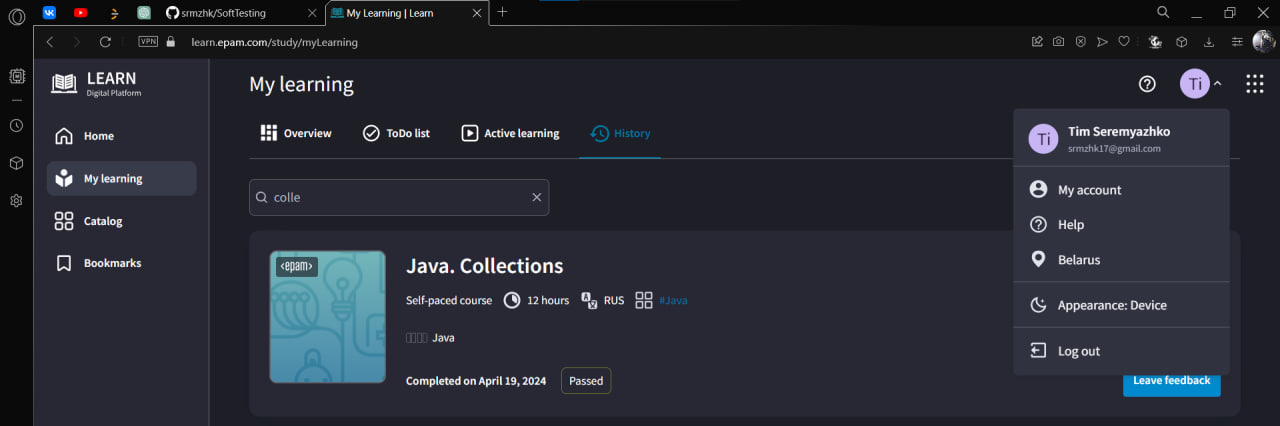 srmzhk/SoftTesting
My Learning | Learn
VPN
learn.epam.com/study/myLearning
LEARN
Digital Platform
Home
My learning
Catalog
Bookmarks
My learning
Ti
Overview
ToDo list
Active learning
History
colle
<epam>
Java. Collections
Self-paced course
12 hours
RUS
#Java
Java
Completed on April 19, 2024
Passed
Ti
Tim Seremyazhko
srmzhk17@gmail.com
My account
Help
Belarus
Appearance: Device
Log out
Leave feedback